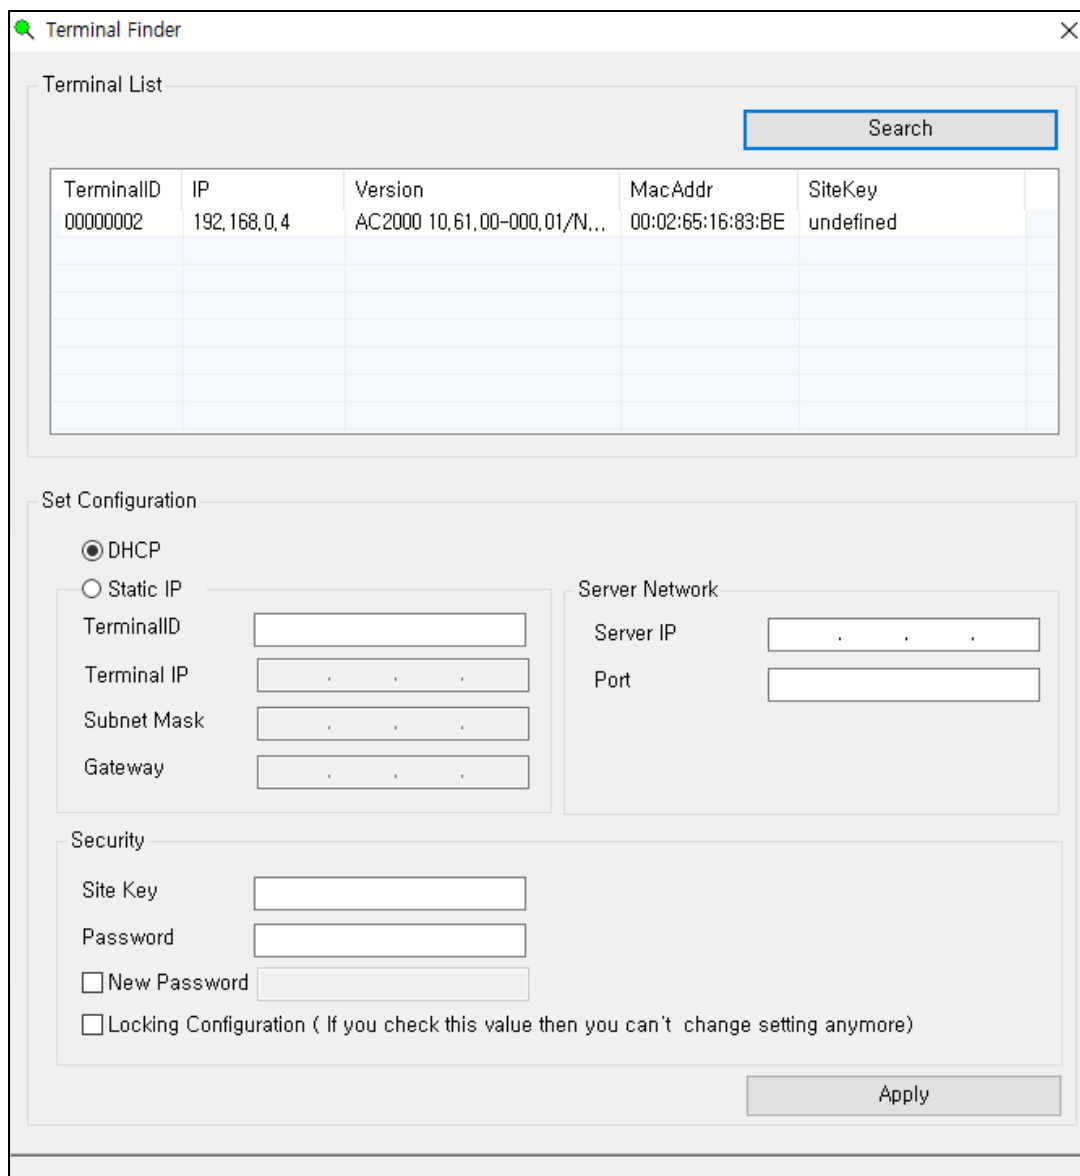 Terminal Finder
Terminal List
Search
TerminalID IP Version MacAddr SiteKey
00000002 192,168,0,4 AC2000 10,61,00-000,01/N,,, 00:02:65:16:83:BE undefined
Set Configuration
DHCP
Static IP
TerminalID
Terminal IP . . .
Subnet Mask . . .
Gateway . . .
Server Network
Server IP . . .
Port
Security
Site Key
Password
New Password
Locking Configuration ( If you check this value then you can't change setting anymore)
Apply